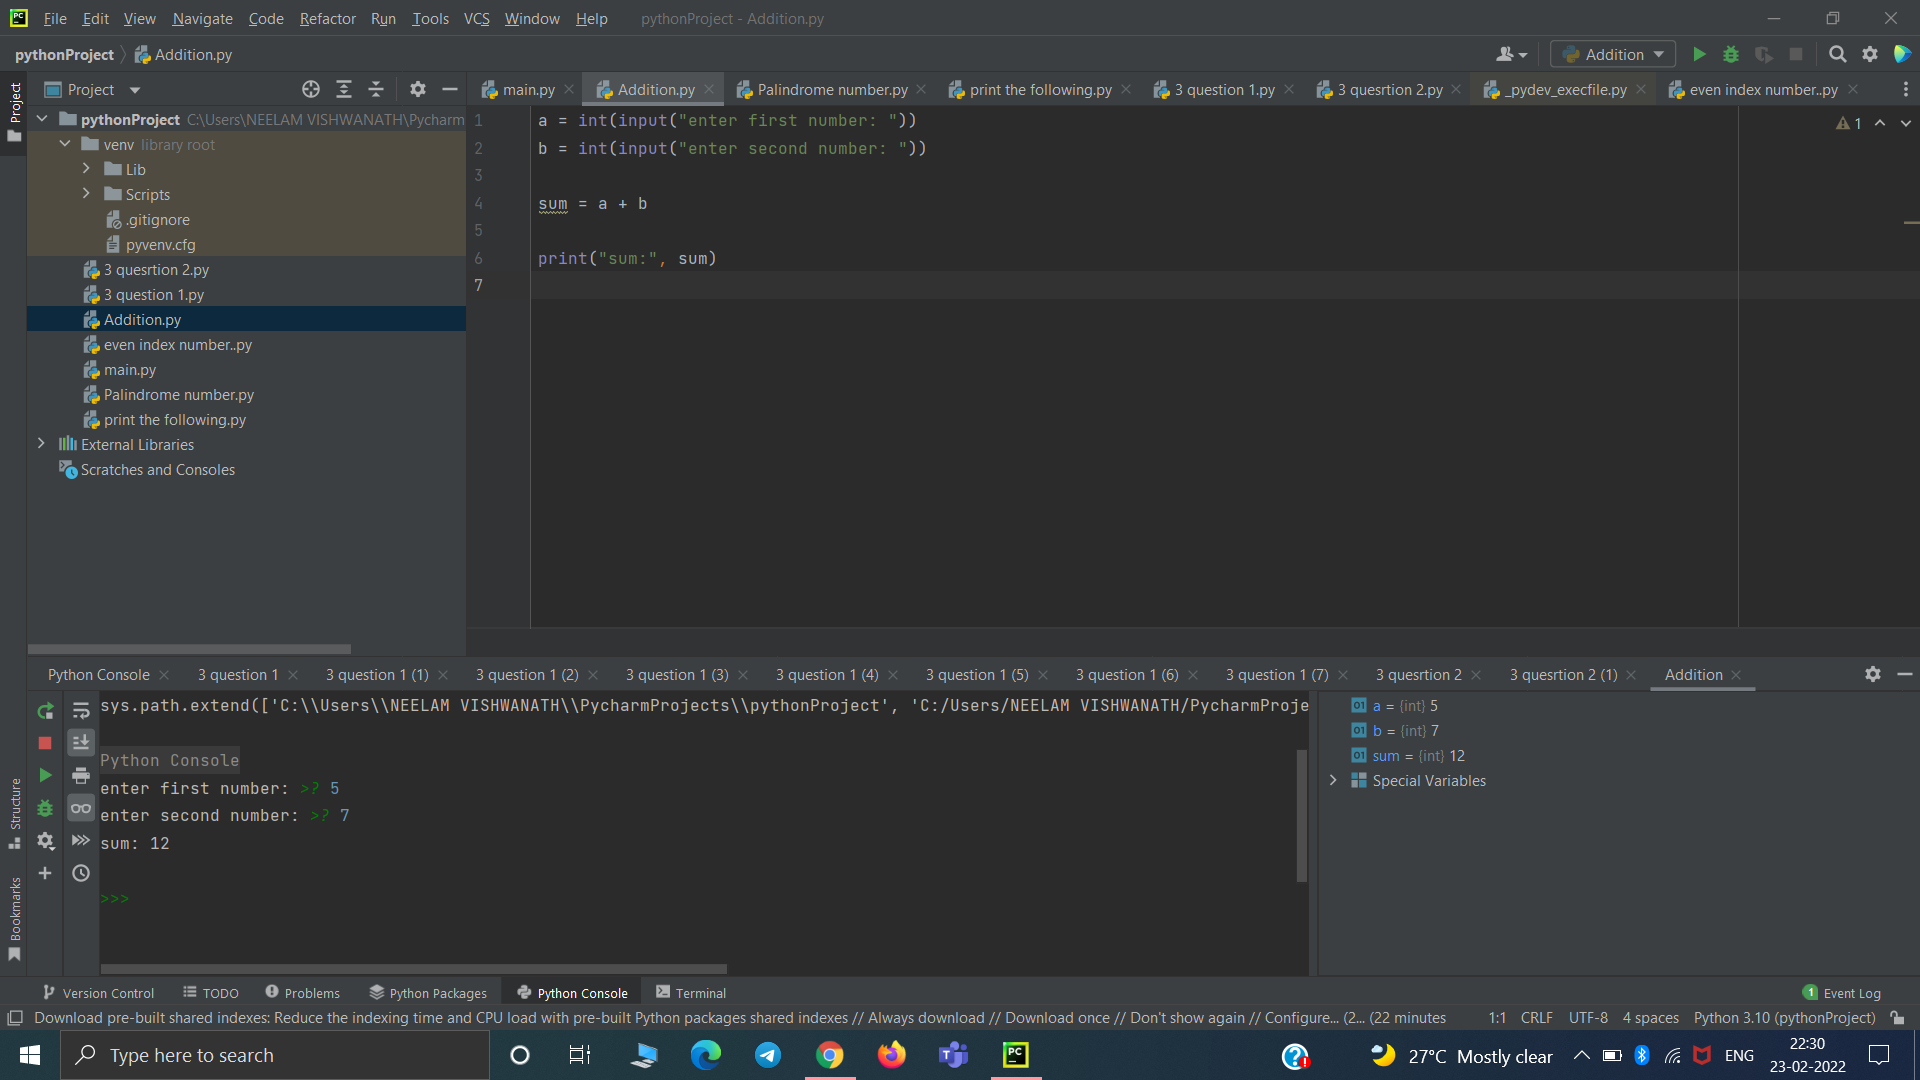 File Edit View Navigate Code Refactor Run Tools VCS Window Help pythonProject - Addition.py
pythonProject Addition.py Addition
Project
Project
main.py Addition.py Palindrome number.py print the following.py 3 question 1.py 3 quesrtion 2.py _pydev_execfile.py even index number..py
pythonProject C:\Users\NEELAM VISHWANATH\Pycharm
venv library root
Lib
Scripts
.gitignore
pyvenv.cfg
3 quesrtion 2.py
3 question 1.py
Addition.py
even index number..py
main.py
Palindrome number.py
print the following.py
External Libraries
Scratches and Consoles
1 a = int(input("enter first number: "))
2 b = int(input("enter second number: "))
3
4 sum = a + b
5
6 print("sum:", sum)
7
1
Python Console 3 question 1 3 question 1 (1) 3 question 1 (2) 3 question 1 (3) 3 question 1 (4) 3 question 1 (5) 3 question 1 (6) 3 question 1 (7) 3 quesrtion 2 3 quesrtion 2 (1) Addition
sys.path.extend(['C:\\Users\\NEELAM VISHWANATH\\PycharmProjects\\pythonProject', 'C:/Users/NEELAM VISHWANATH/PycharmProje
Python Console
enter first number: >? 5
enter second number: >? 7
sum: 12
>>>
a = {int} 5
b = {int} 7
sum = {int} 12
Special Variables
Structure
Bookmarks
Version Control TODO Problems Python Packages Python Console Terminal 1 Event Log
Download pre-built shared indexes: Reduce the indexing time and CPU load with pre-built Python packages shared indexes // Always download // Download once // Don't show again // Configure... (2... (22 minutes 1:1 CRLF UTF-8 4 spaces Python 3.10 (pythonProject)
Type here to search 27°C Mostly clear ENG 22:30
23-02-2022